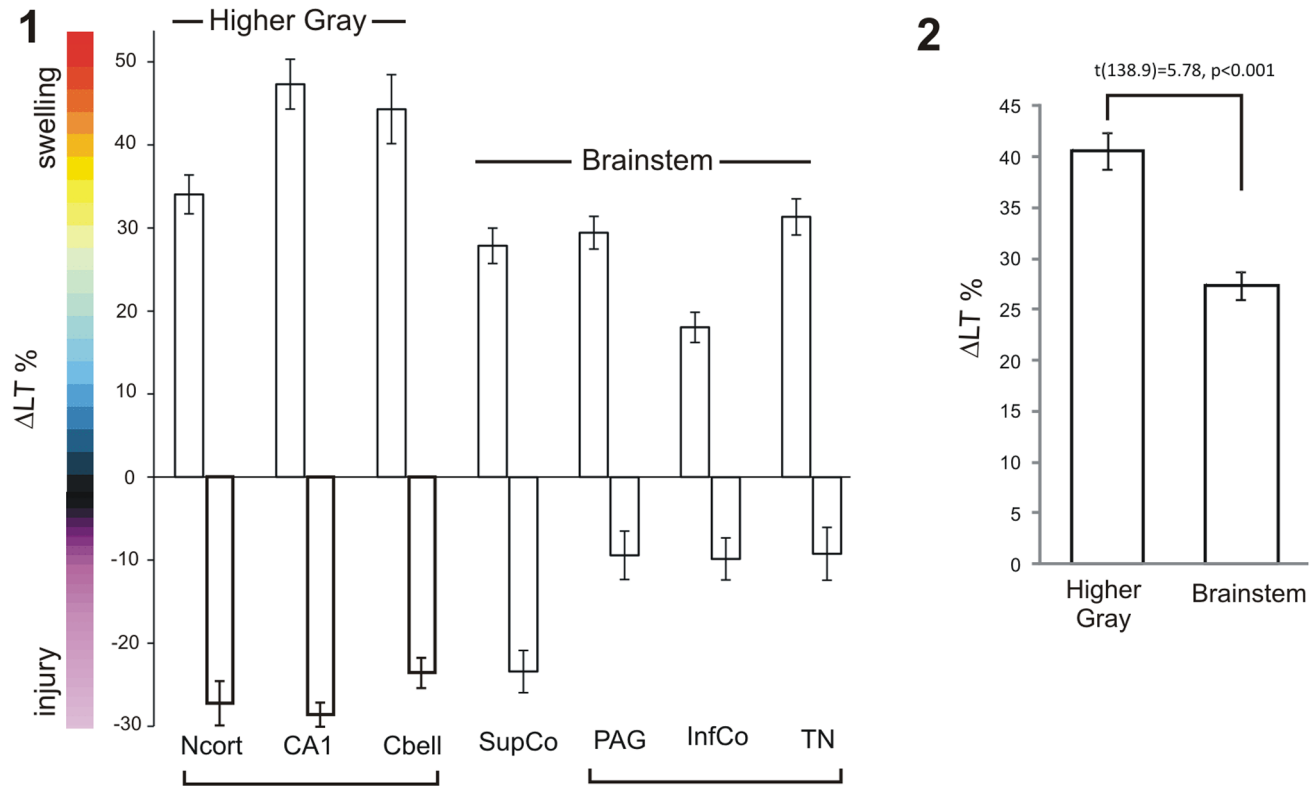 1
Higher Gray
swelling
injury
ΔLT %
50
40
30
20
10
0
-10
-20
-30
Brainstem
Ncort CA1 Cbell SupCo PAG InfCo TN
2
t(138.9)=5.78, p<0.001
ΔLT %
45
40
35
30
25
20
15
10
5
0
Higher
Gray
Brainstem